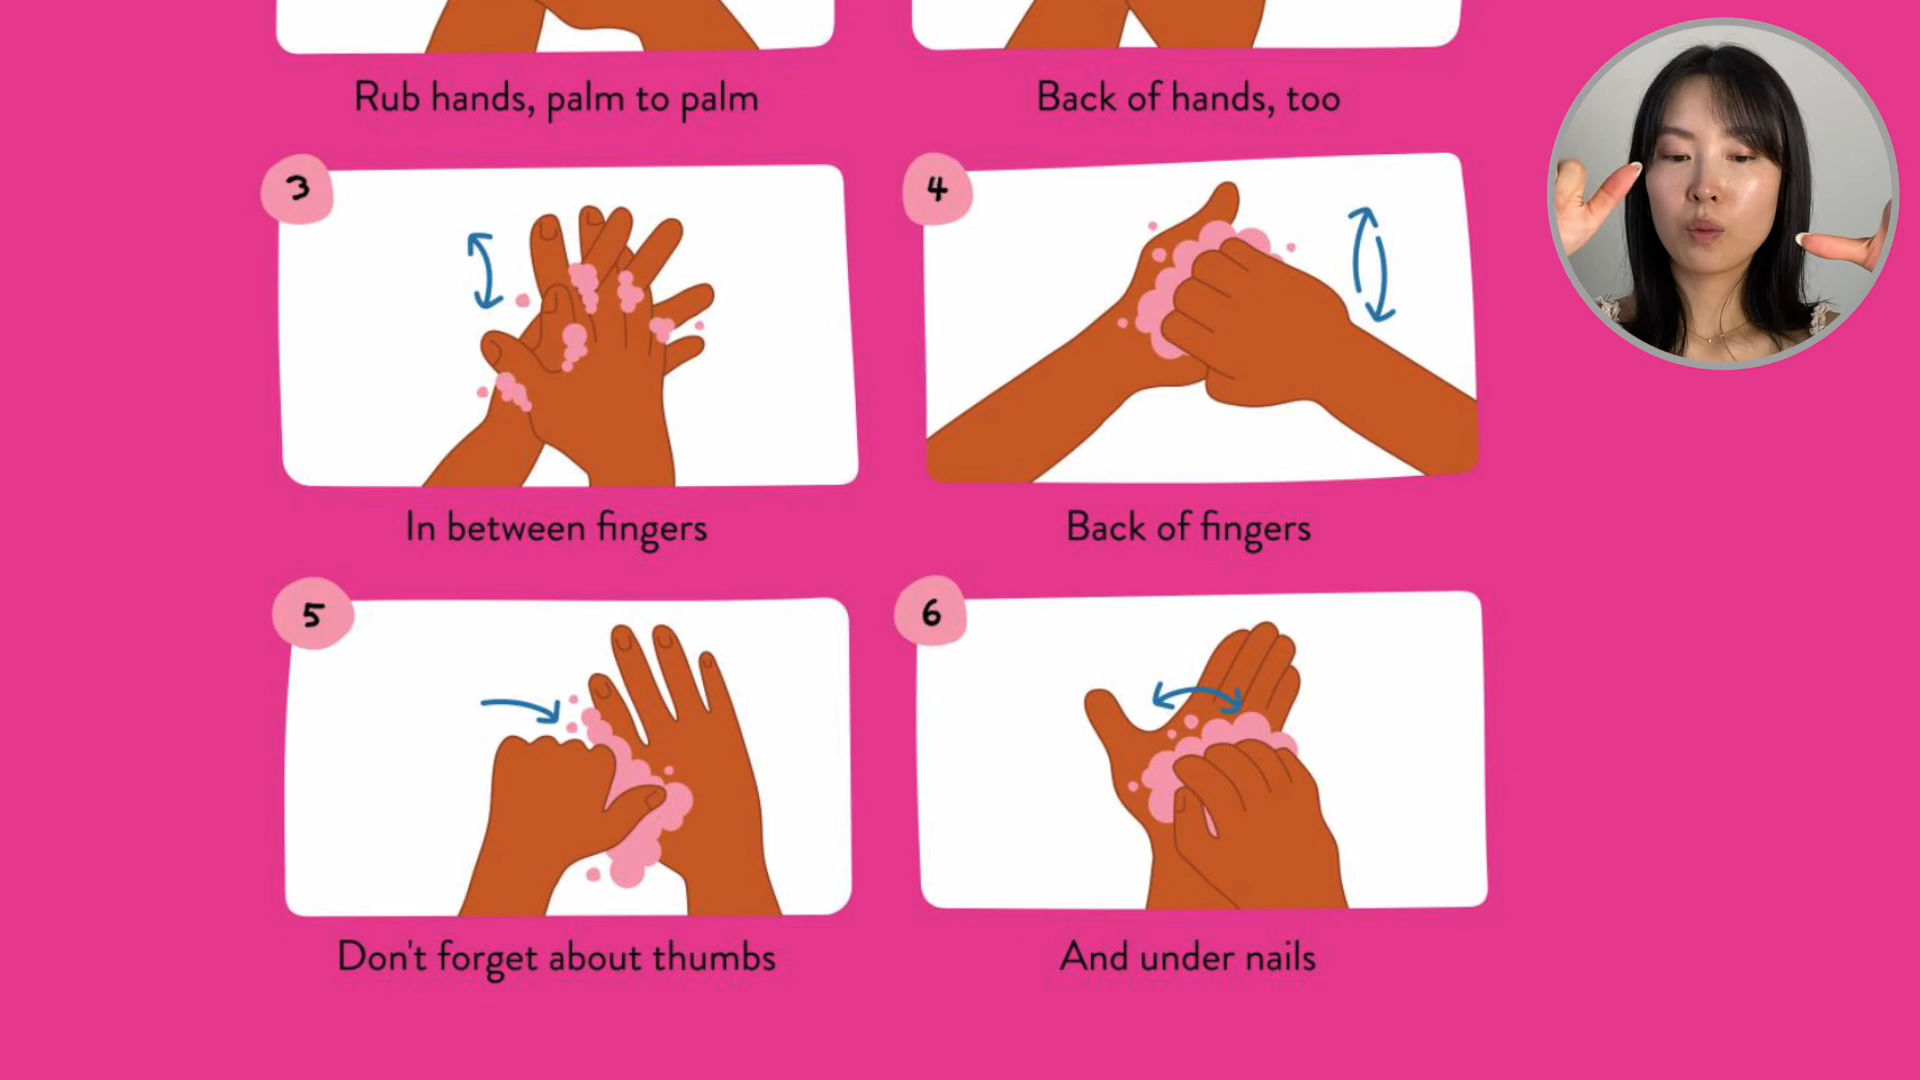 Rub hands, palm to palm
Back of hands, too
3
4
In between fingers
Back of fingers
5
6
Don't forget about thumbs
And under nails